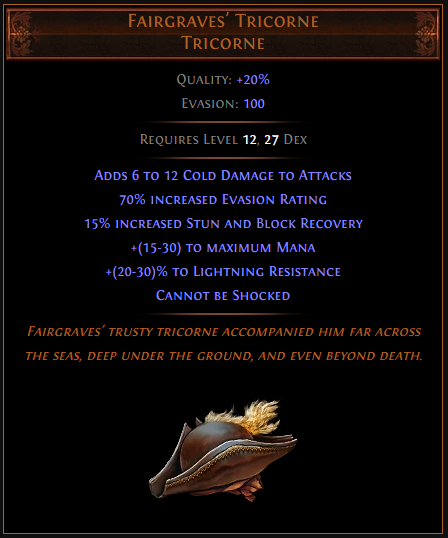 Fairgraves' Tricorne
Tricorne
Quality: +20%
Evasion: 100
Requires Level 12, 27 Dex
Adds 6 to 12 Cold Damage to Attacks
70% increased Evasion Rating
15% increased Stun and Block Recovery
+(15-30) to maximum Mana
+(20-30)% to Lightning Resistance
Cannot be Shocked
Fairgraves' trusty tricorne accompanied him far across
the seas, deep under the ground, and even beyond death.